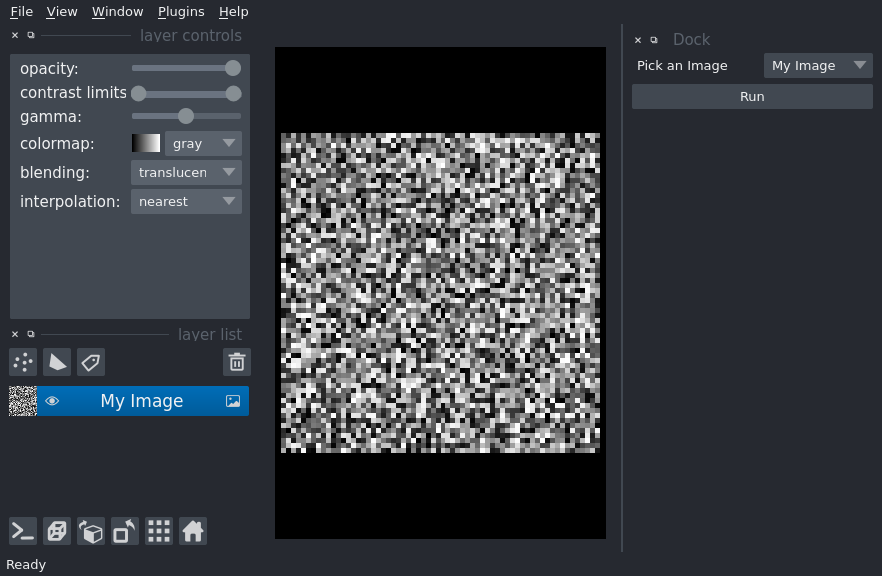 File View Window Plugins Help
layer controls
opacity:
contrast limits
gamma:
colormap: gray
blending: translucen
interpolation: nearest
layer list
My Image
Ready
Dock
Pick an Image My Image
Run